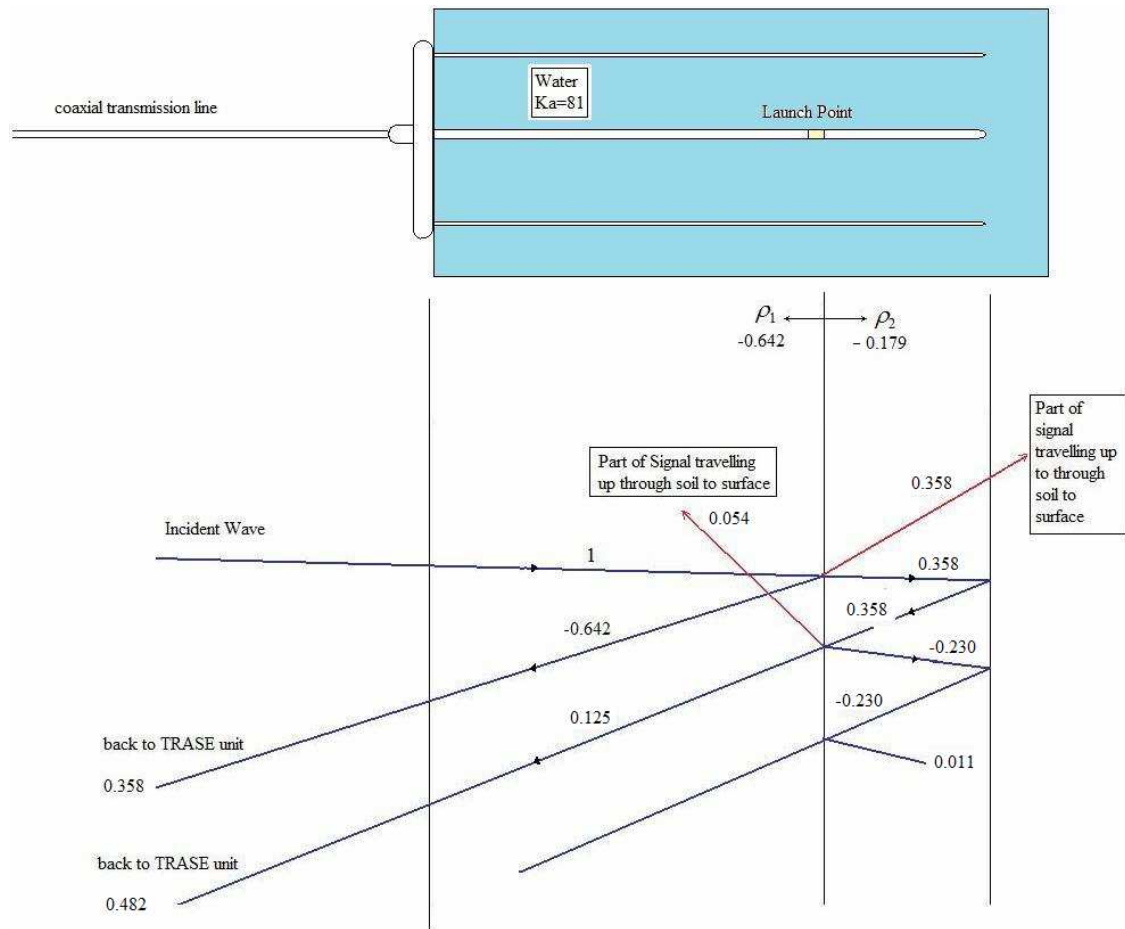 coaxial transmission line
Water
Ka=81
Launch Point
ρ₁
ρ₂
-0.642
– 0.179
Part of
signal
travelling up
to through
soil to
surface
Part of Signal travelling
up through soil to surface
0.358
0.054
Incident Wave
1
0.358
0.358
-0.642
-0.230
-0.230
0.125
back to TRASE unit
0.011
0.358
back to TRASE unit
0.482